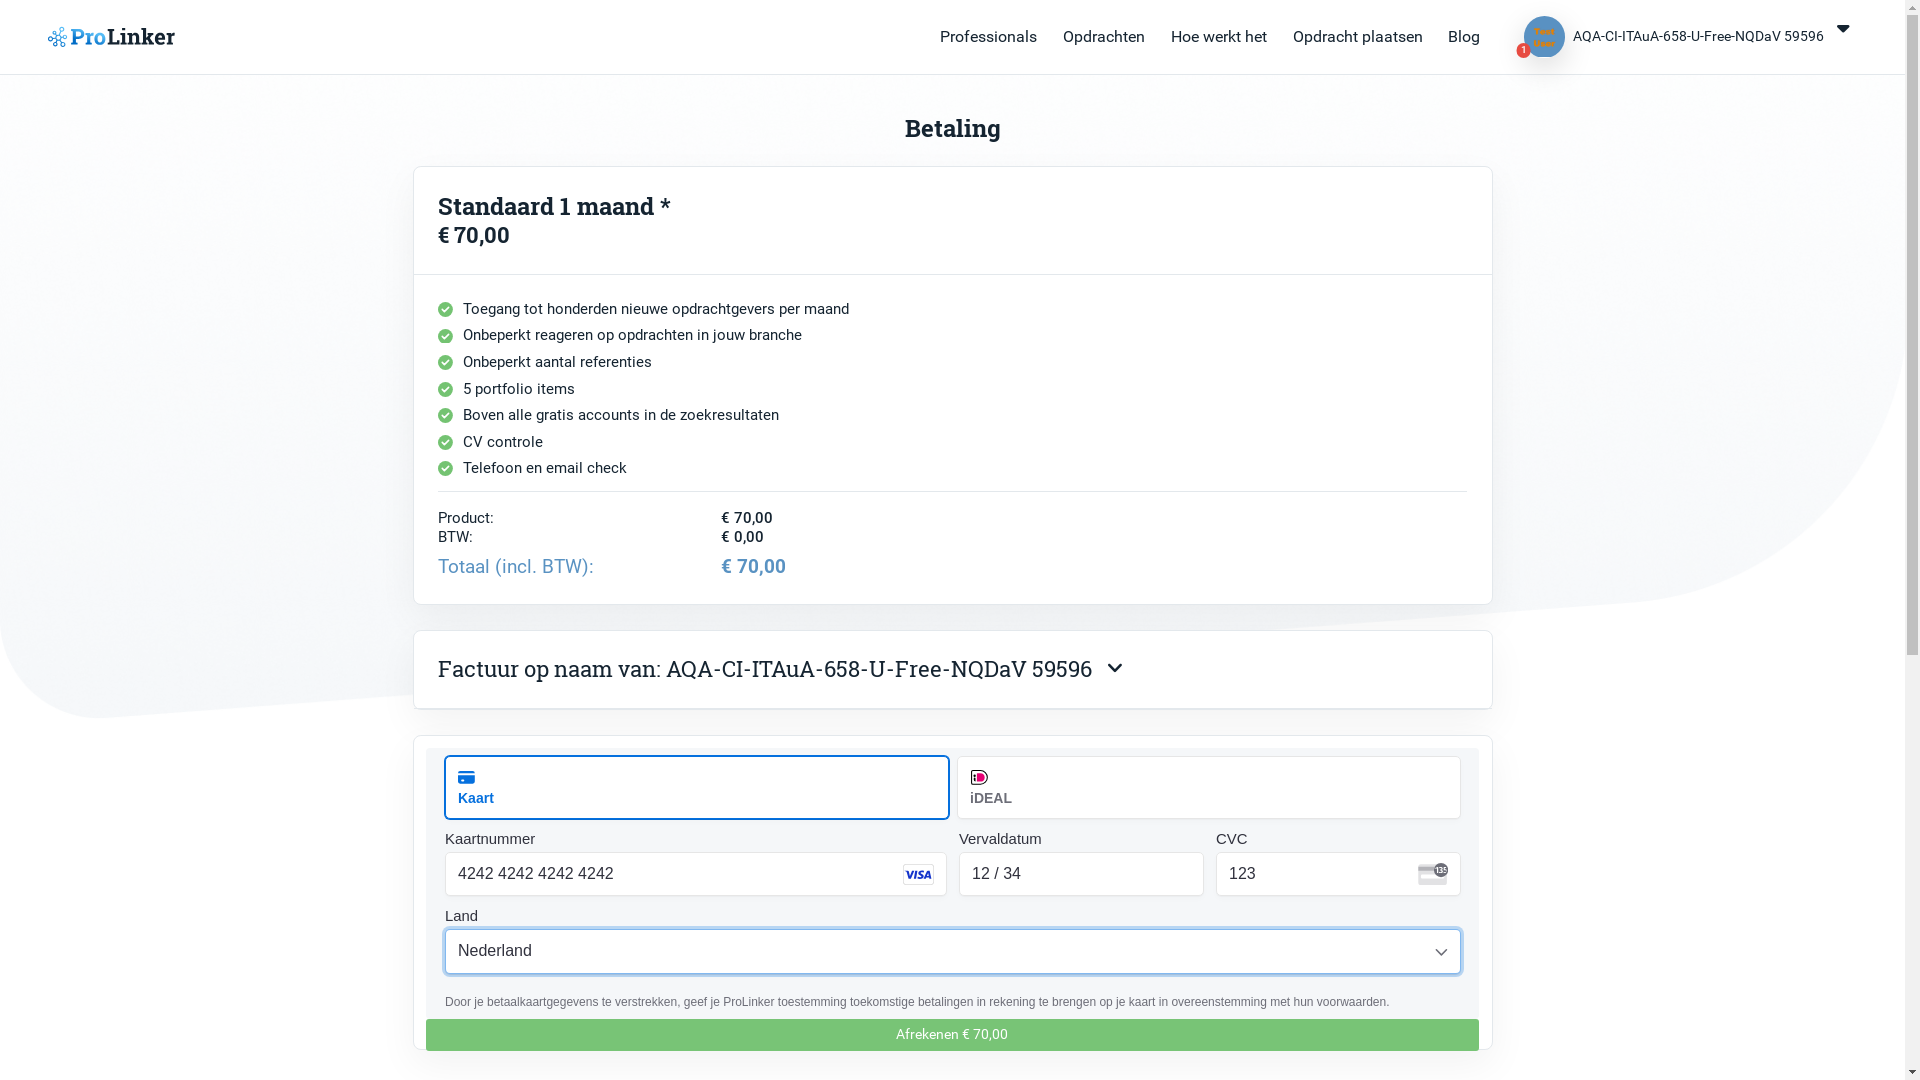 ProLinker
Professionals
Opdrachten
Hoe werkt het
Opdracht plaatsen
Blog
Test
User
1
AQA-CI-ITAuA-658-U-Free-NQDaV 59596
Betaling
Standaard 1 maand *
€ 70,00
Toegang tot honderden nieuwe opdrachtgevers per maand
Onbeperkt reageren op opdrachten in jouw branche
Onbeperkt aantal referenties
5 portfolio items
Boven alle gratis accounts in de zoekresultaten
CV controle
Telefoon en email check
Product: € 70,00
BTW: € 0,00
Totaal (incl. BTW): € 70,00
Factuur op naam van: AQA-CI-ITAuA-658-U-Free-NQDaV 59596
Kaart
iDEAL
Kaartnummer
Vervaldatum
CVC
4242 4242 4242 4242
VISA
12 / 34
123
135
Land
Nederland
Door je betaalkaartgegevens te verstrekken, geef je ProLinker toestemming toekomstige betalingen in rekening te brengen op je kaart in overeenstemming met hun voorwaarden.
Afrekenen € 70,00